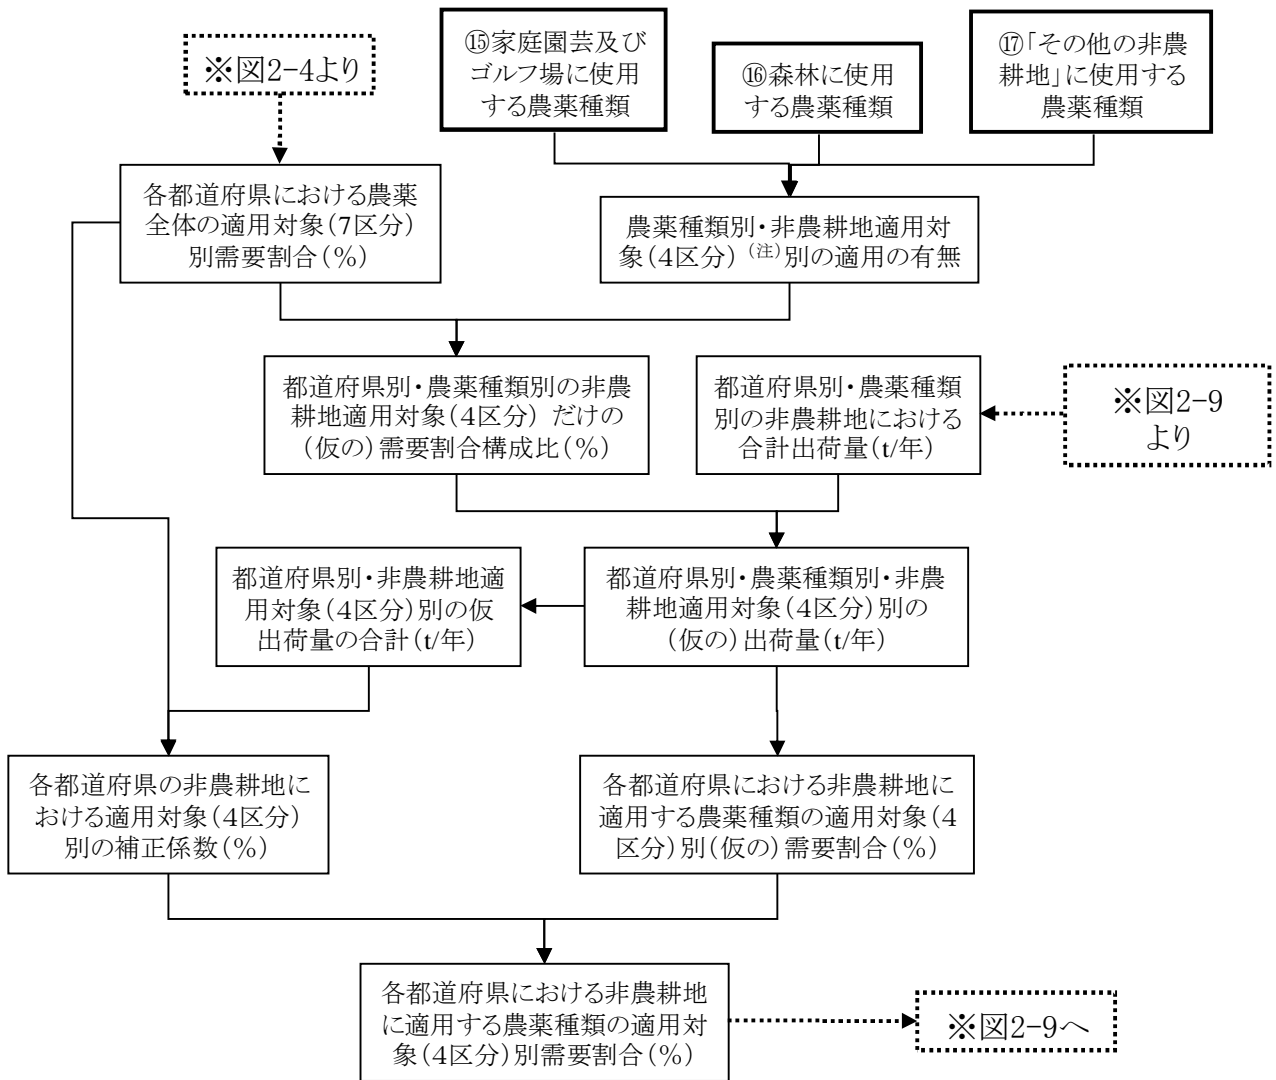 ※図2-4より
⑮家庭園芸及び
ゴルフ場に使用
する農薬種類
⑯森林に使用
する農薬種類
⑰「その他の非農
耕地」に使用する
農薬種類
各都道府県における農薬
全体の適用対象(7区分)
別需要割合(%)
農薬種類別・非農耕地適用対
象(4区分)(注)別の適用の有無
都道府県別・農薬種類別の非農
耕地適用対象(4区分) だけの
(仮の)需要割合構成比(%)
都道府県別・農薬種類
別の非農耕地における
合計出荷量(t/年)
※図2-9
より
都道府県別・非農耕地適
用対象(4区分)別の仮
出荷量の合計(t/年)
都道府県別・農薬種類別・非農
耕地適用対象(4区分)別の
(仮の)出荷量(t/年)
各都道府県の非農耕地に
おける適用対象(4区分)
別の補正係数(%)
各都道府県における非農耕地に
適用する農薬種類の適用対象(4
区分)別(仮の)需要割合(%)
各都道府県における非農耕地
に適用する農薬種類の適用対
象(4区分)別需要割合(%)
※図2-9へ